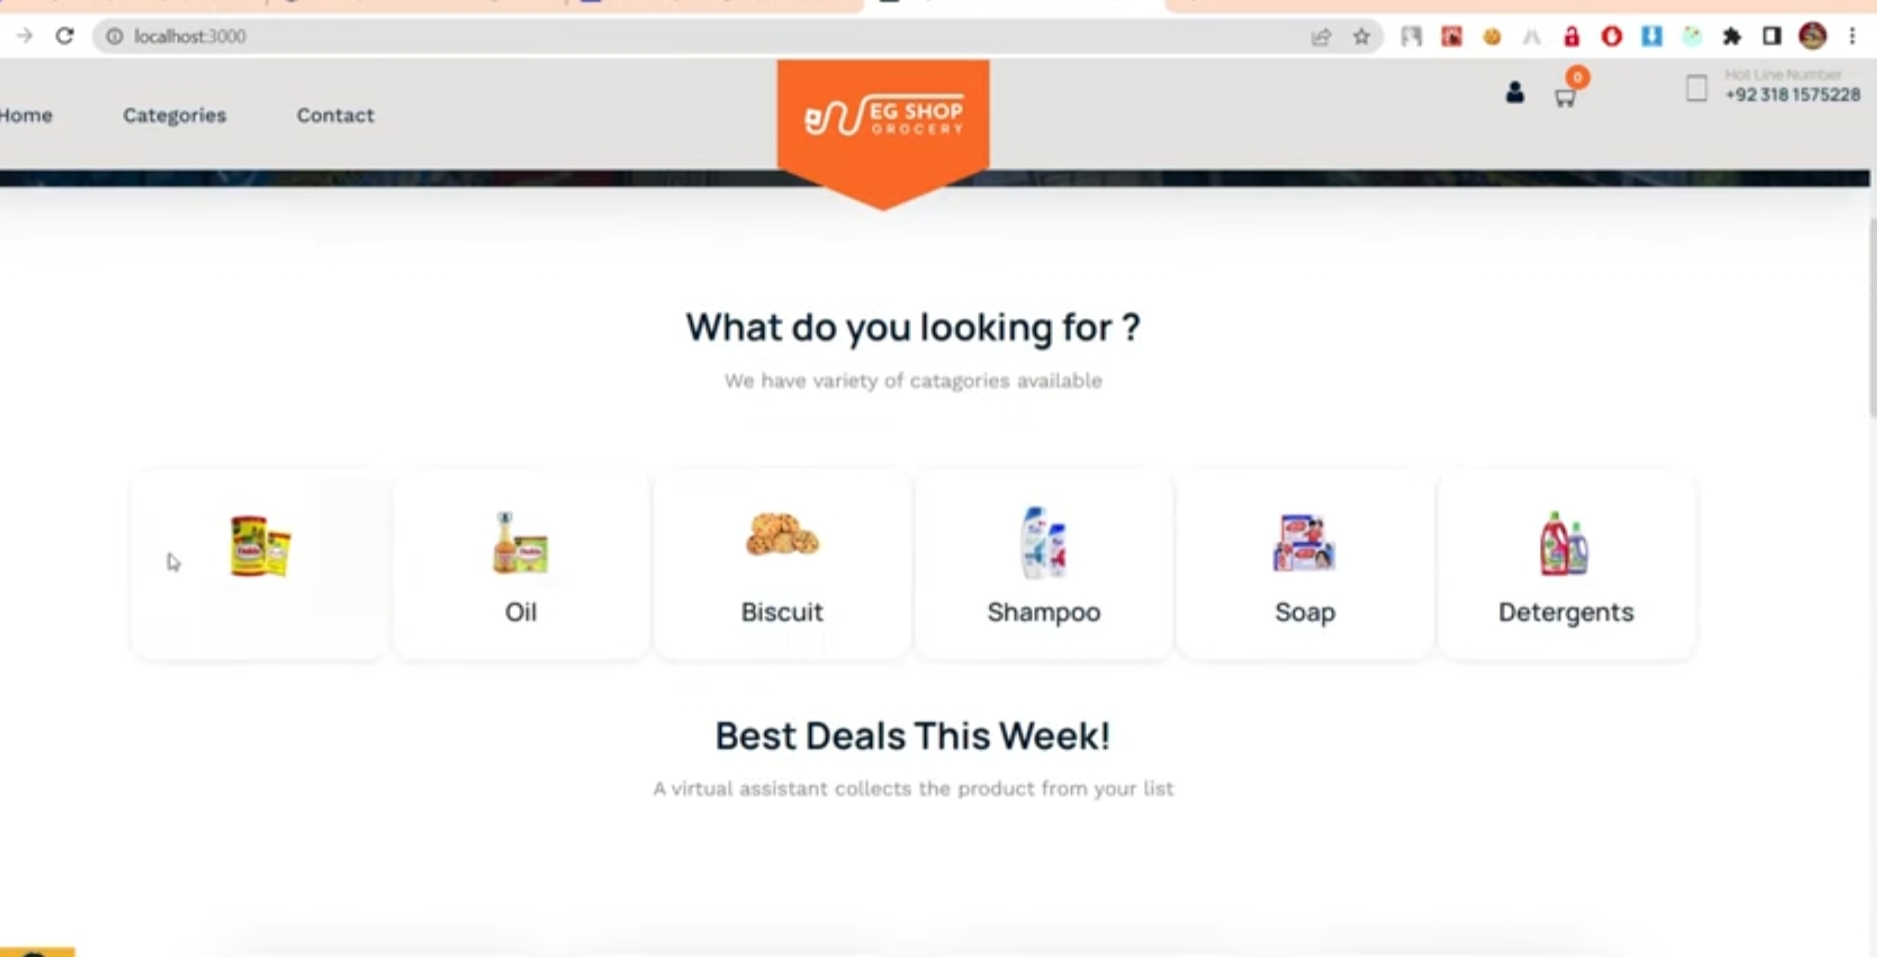 localhost:3000
Home
Categories
Contact
EG SHOP
GROCERY
0
Hot Line Number
+92 318 1575228
What do you looking for ?
We have variety of catagories available
Oil
Biscuit
Shampoo
Soap
Detergents
Best Deals This Week!
A virtual assistant collects the product from your list